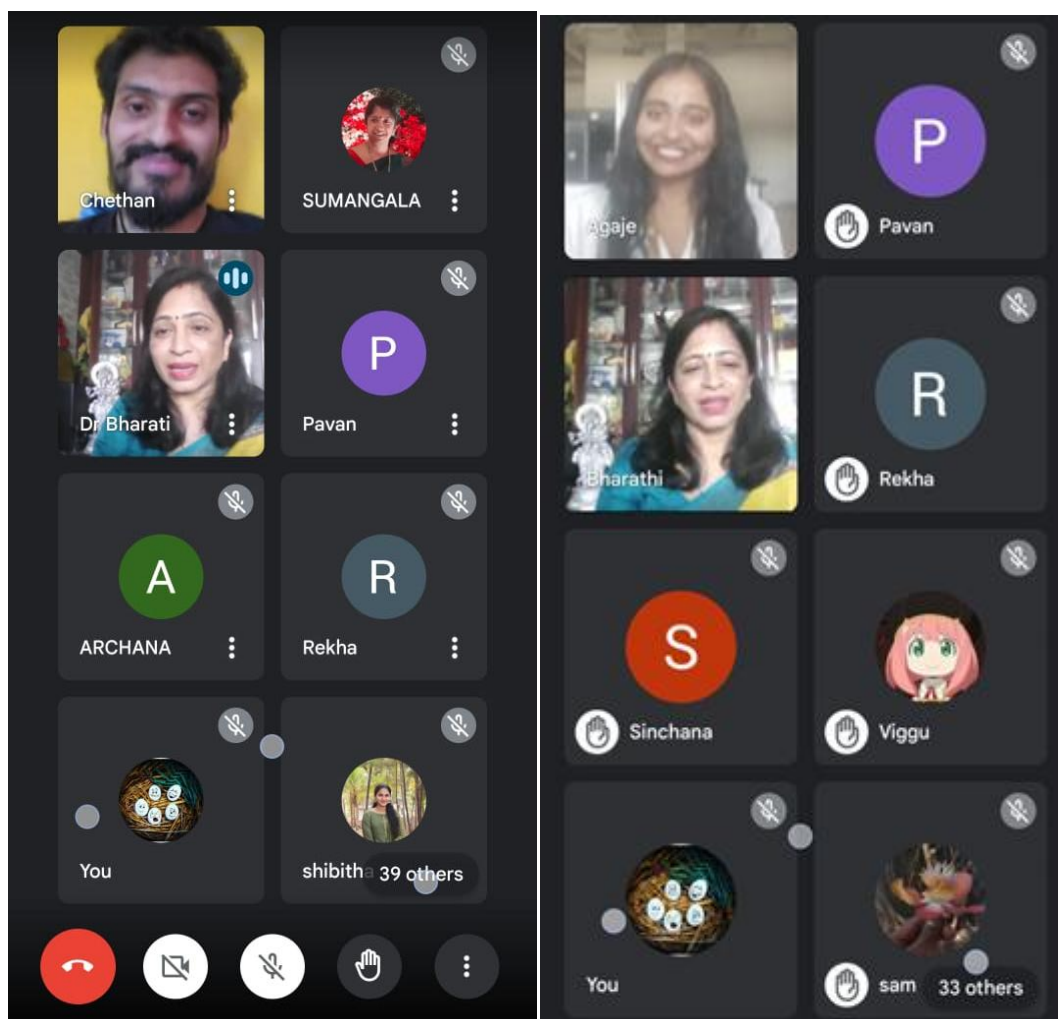 Chethan
SUMANGALA
Dr Bharati
P
Pavan
A
ARCHANA
R
Rekha
You
shibitha
39 others
Agaje
P
Pavan
Bharathi
R
Rekha
S
Sinchana
Viggu
You
sam
33 others